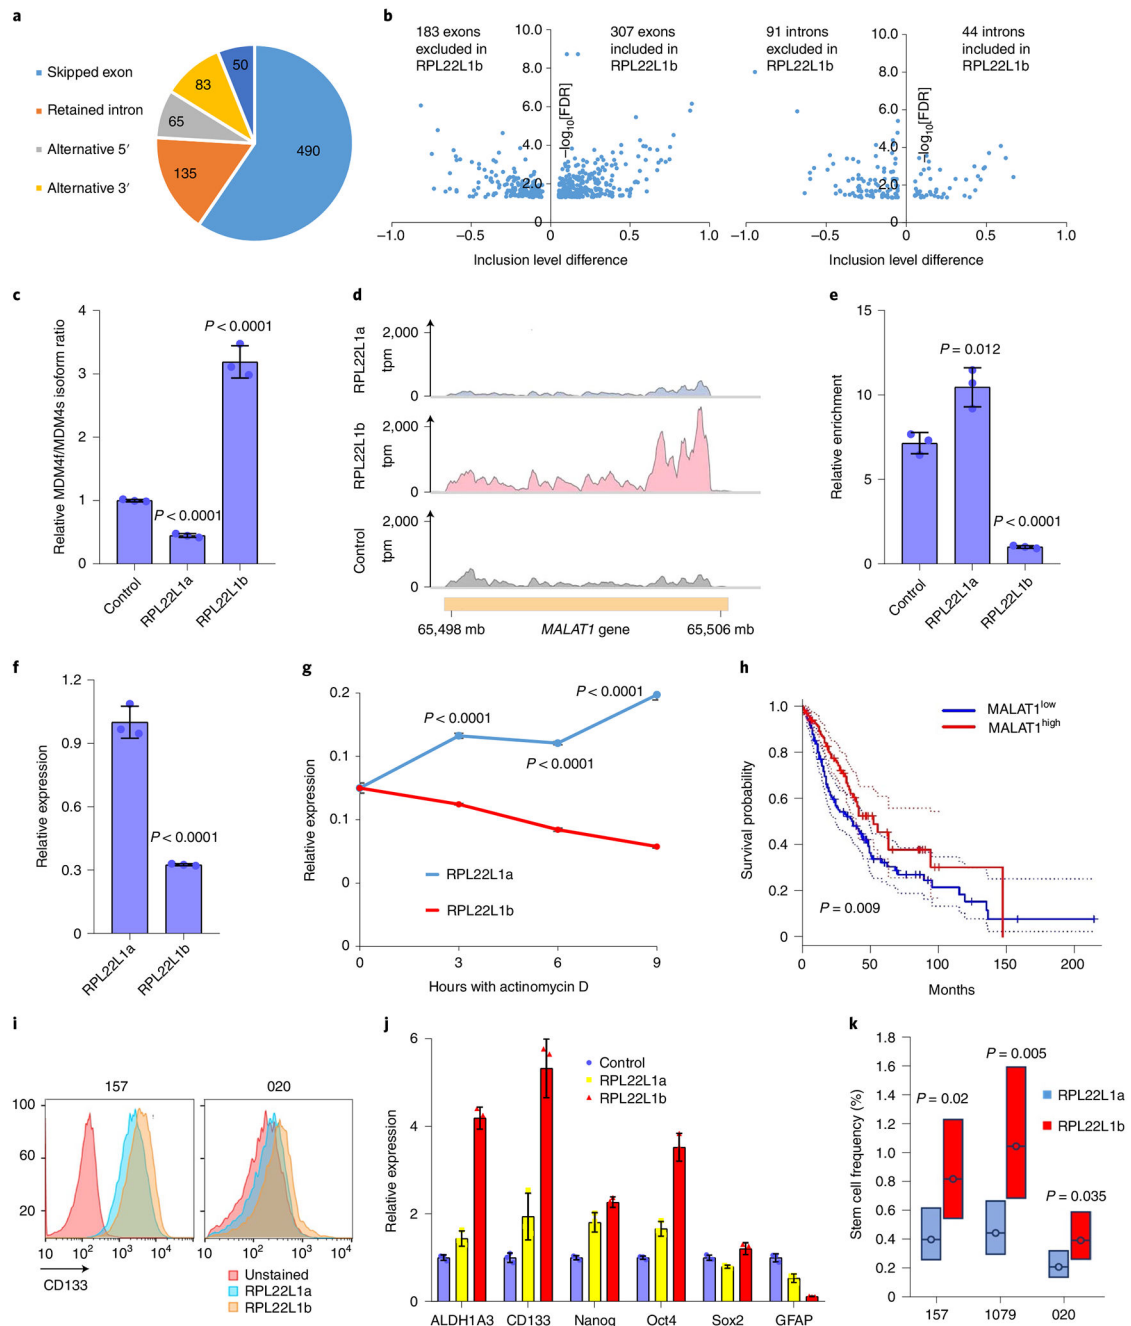 a
Skipped exon
Retained intron
Alternative 5′
Alternative 3′
50
83
65
135
490
b
183 exons
excluded in
RPL22L1b
307 exons
included in
RPL22L1b
10.0
8.0
6.0
4.0
2.0
0
–log10[FDR]
–1.0 –0.5 0 0.5 1.0
Inclusion level difference
91 introns
excluded in
RPL22L1b
44 introns
included in
RPL22L1b
10.0
8.0
6.0
4.0
2.0
0
–log10[FDR]
–1.0 –0.5 0 0.5 1.0
Inclusion level difference
c
Relative MDM4f/MDM4s isoform ratio
4
3
2
1
0
P < 0.0001
P < 0.0001
Control RPL22L1a RPL22L1b
d
RPL22L1a
tpm
2,000
0
RPL22L1b
tpm
2,000
0
Control
tpm
2,000
0
65,498 mb MALAT1 gene 65,506 mb
e
Relative enrichment
15
10
5
0
P = 0.012
P < 0.0001
Control RPL22L1a RPL22L1b
f
Relative expression
1.2
0.9
0.6
0.3
0
P < 0.0001
RPL22L1a RPL22L1b
g
Relative expression
0.2
0.1
0.1
0
0
P < 0.0001
P < 0.0001
P < 0.0001
RPL22L1a
RPL22L1b
0 3 6 9
Hours with actinomycin D
h
Survival probability
1.0
0.8
0.6
0.4
0.2
0
MALAT1low
MALAT1high
P = 0.009
0 50 100 150 200
Months
i
157 020
100
60
20
10 10² 10³ 10
10 10² 10³ 10⁴
CD133
Unstained
RPL22L1a
RPL22L1b
j
Relative expression
6
4
2
0
Control
RPL22L1a
RPL22L1b
ALDH1A3 CD133 Nanog Oct4 Sox2 GFAP
k
Stem cell frequency (%)
1.8
1.6
1.4
1.2
1.0
0.8
0.6
0.4
0.2
0
P = 0.02
P = 0.005
P = 0.035
RPL22L1a
RPL22L1b
157 1079 020